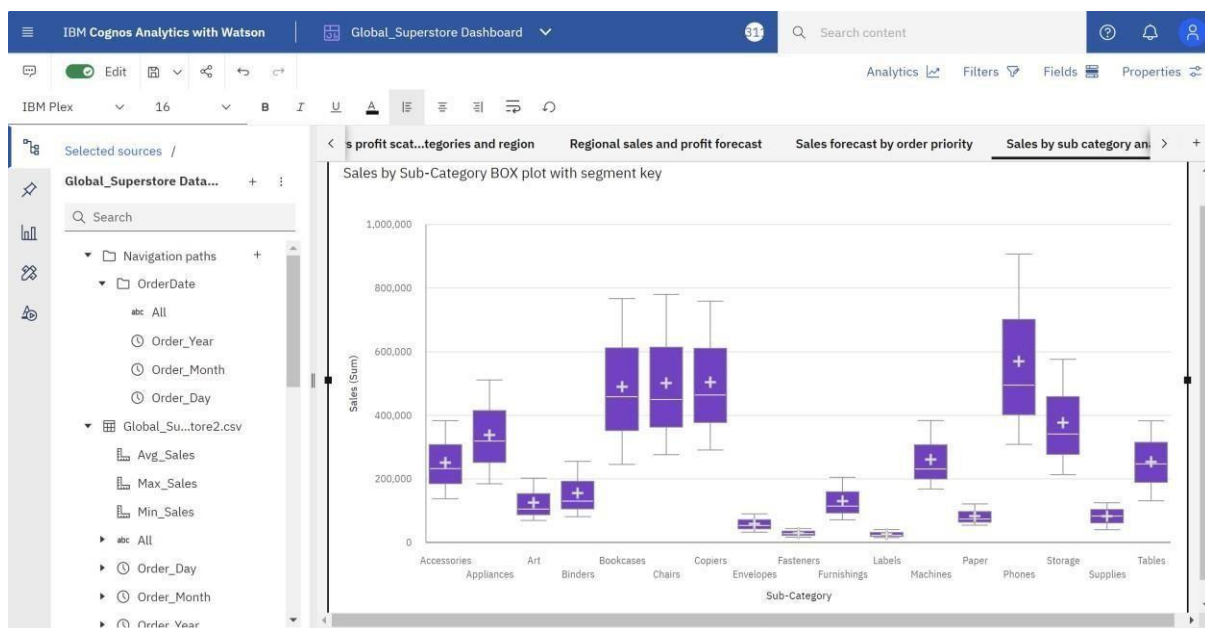 IBM Cognos Analytics with Watson
Global_Superstore Dashboard
Search content
Edit
Analytics
Filters
Fields
Properties
IBM Plex
16
B I U A
Selected sources /
Global_Superstore Data...
Search
Navigation paths
OrderDate
abc All
Order_Year
Order_Month
Order_Day
Global_Su...tore2.csv
Avg_Sales
Max_Sales
Min_Sales
abc All
Order_Day
Order_Month
Order_Year
s profit scat...tegories and region
Regional sales and profit forecast
Sales forecast by order priority
Sales by sub category an
Sales by Sub-Category BOX plot with segment key
Sales (Sum)
1,000,000
800,000
600,000
400,000
200,000
0
Accessories
Appliances
Art
Binders
Bookcases
Chairs
Copiers
Envelopes
Fasteners
Furnishings
Labels
Machines
Paper
Phones
Storage
Supplies
Tables
Sub-Category